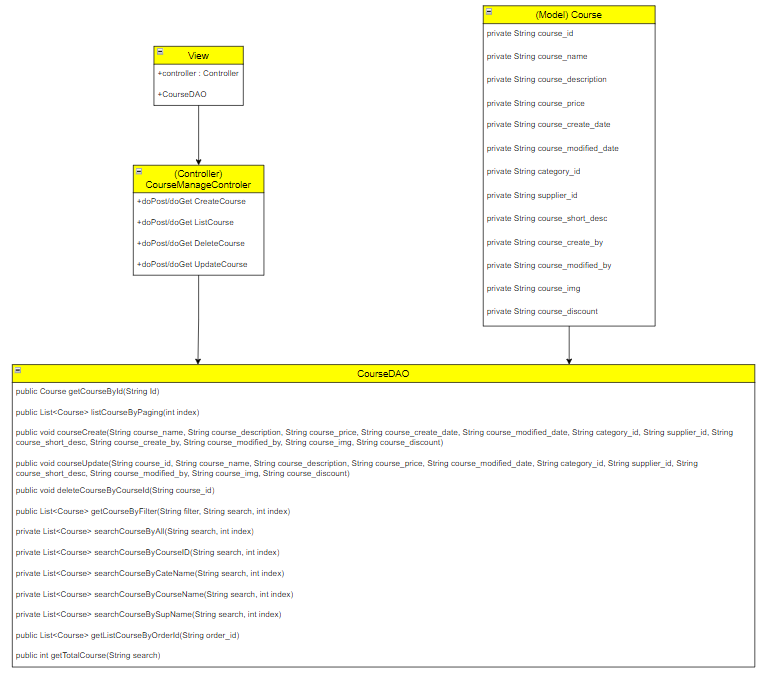 View
+controller : Controller
+CourseDAO
(Controller)
CourseManageControler
+doPost/doGet CreateCourse
+doPost/doGet ListCourse
+doPost/doGet DeleteCourse
+doPost/doGet UpdateCourse
(Model) Course
private String course_id
private String course_name
private String course_description
private String course_price
private String course_create_date
private String course_modified_date
private String category_id
private String supplier_id
private String course_short_desc
private String course_create_by
private String course_modified_by
private String course_img
private String course_discount
CourseDAO
public Course getCourseById(String Id)
public List<Course> listCourseByPaging(int index)
public void courseCreate(String course_name, String course_description, String course_price, String course_create_date, String course_modified_date, String category_id, String supplier_id, String
course_short_desc, String course_create_by, String course_modified_by, String course_img, String course_discount)
public void courseUpdate(String course_id, String course_name, String course_description, String course_price, String course_modified_date, String category_id, String supplier_id, String
course_short_desc, String course_modified_by, String course_img, String course_discount)
public void deleteCourseByCourseId(String course_id)
public List<Course> getCourseByFilter(String filter, String search, int index)
private List<Course> searchCourseByAll(String search, int index)
private List<Course> searchCourseByCourseID(String search, int index)
private List<Course> searchCourseByCateName(String search, int index)
private List<Course> searchCourseByCourseName(String search, int index)
private List<Course> searchCourseBySupName(String search, int index)
public List<Course> getListCourseByOrderId(String order_id)
public int getTotalCourse(String search)